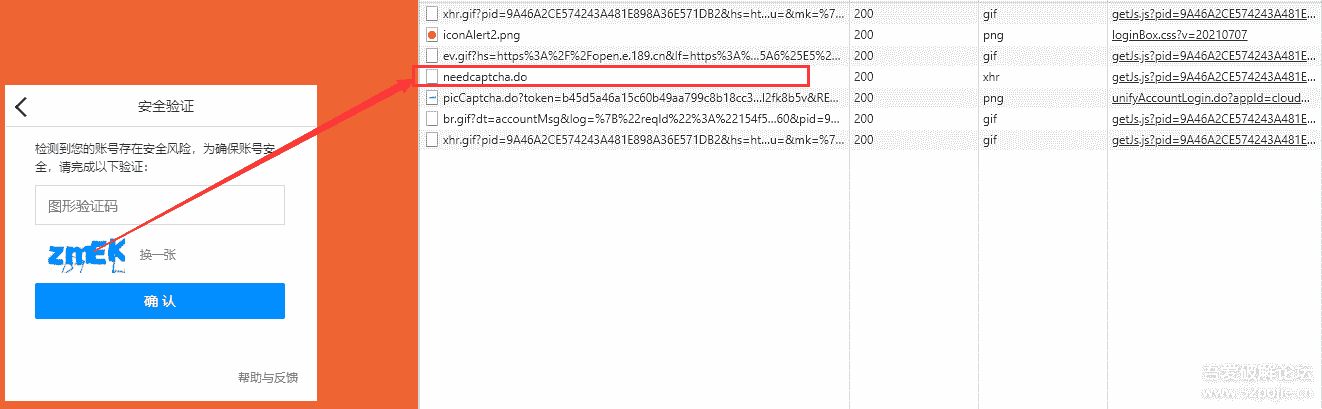 安全验证
检测到您的账号存在安全风险，为确保账号安
全，请完成以下验证：
图形验证码
zmEK
换一张
确 认
帮助与反馈
xhr.gif?pid=9A46A2CE574243A481E898A36E571DB2&hs=ht...u=&mk=%7... 200 gif getJs.js?pid=9A46A2CE574243A481E...
iconAlert2.png 200 png loginBox.css?v=20210707
ev.gif?hs=https%3A%2F%2Fopen.e.189.cn&lf=https%3A%...5A6%25E5%2... 200 gif getJs.js?pid=9A46A2CE574243A481E...
needcaptcha.do 200 xhr getJs.js?pid=9A46A2CE574243A481E...
picCaptcha.do?token=b45d5a46a15c60b49aa799c8b18cc3...l2fk8b5v&RE... 200 png unifyAccountLogin.do?appId=cloud...
br.gif?dt=accountMsg&log=%7B%22reqId%22%3A%22154f5...60&pid=9... 200 gif getJs.js?pid=9A46A2CE574243A481E...
xhr.gif?pid=9A46A2CE574243A481E898A36E571DB2&hs=ht...u=&mk=%7... 200 gif getJs.js?pid=9A46A2CE574243A481E...
吾爱破解论坛
www.52pojie.cn